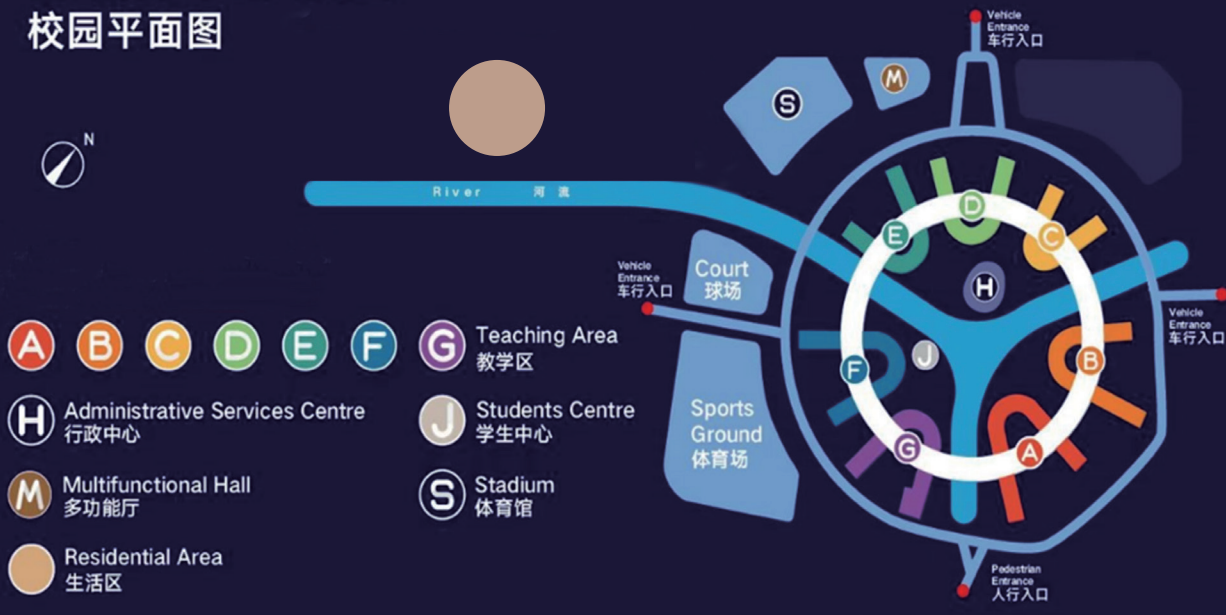 校园平面图
N
Vehicle
Entrance
车行入口
S
M
River 河 流
D
E
C
H
Court
球场
Vehicle
Entrance
车行入口
Vehicle
Entrance
车行入口
J
B
F
Sports
Ground
体育场
G
A
Pedestrian
Entrance
人行入口
A B C D E F G Teaching Area
教学区
H Administrative Services Centre
行政中心
J Students Centre
学生中心
M Multifunctional Hall
多功能厅
S Stadium
体育馆
Residential Area
生活区